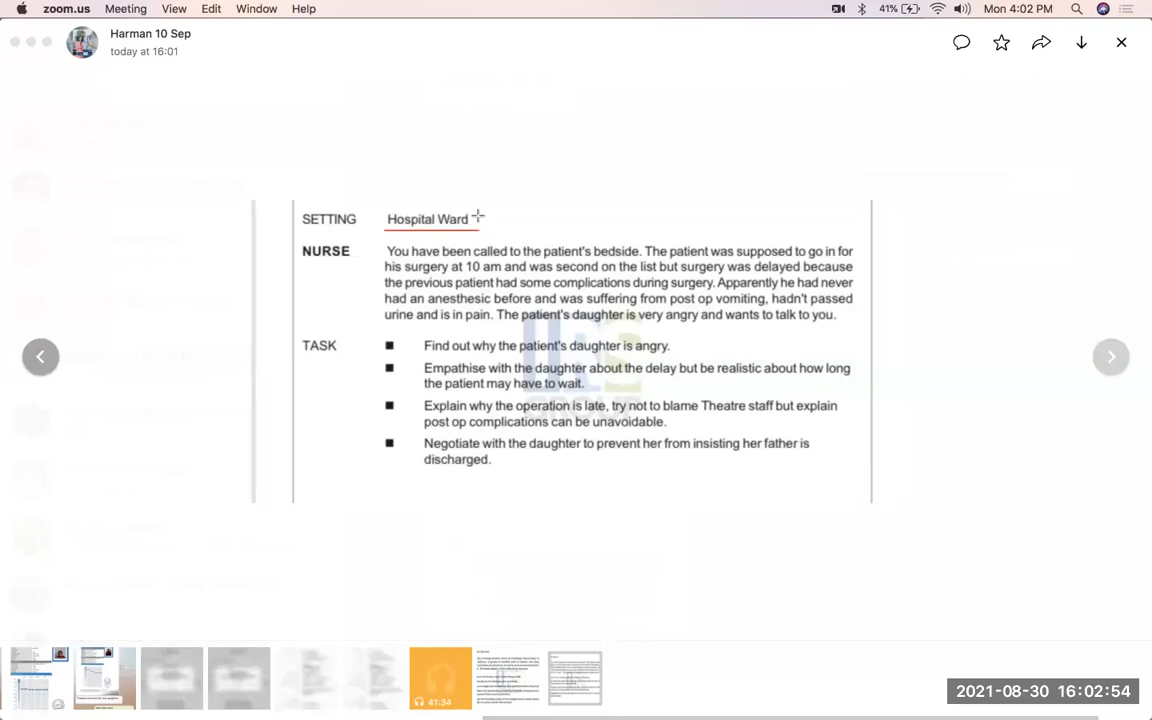 zoom.us Meeting View Edit Window Help 41% Mon 4:02 PM
Harman 10 Sep
today at 16:01
SETTING Hospital Ward
NURSE You have been called to the patient's bedside. The patient was supposed to go in for
his surgery at 10 am and was second on the list but surgery was delayed because
the previous patient had some complications during surgery. Apparently he had never
had an anesthesic before and was suffering from post op vomiting, hadn't passed
urine and is in pain. The patient's daughter is very angry and wants to talk to you.
TASK ■ Find out why the patient's daughter is angry.
■ Empathise with the daughter about the delay but be realistic about how long
the patient may have to wait.
■ Explain why the operation is late, try not to blame Theatre staff but explain
post op complications can be unavoidable.
■ Negotiate with the daughter to prevent her from insisting her father is
discharged.
GROUP
41:34
2021-08-30 16:02:54